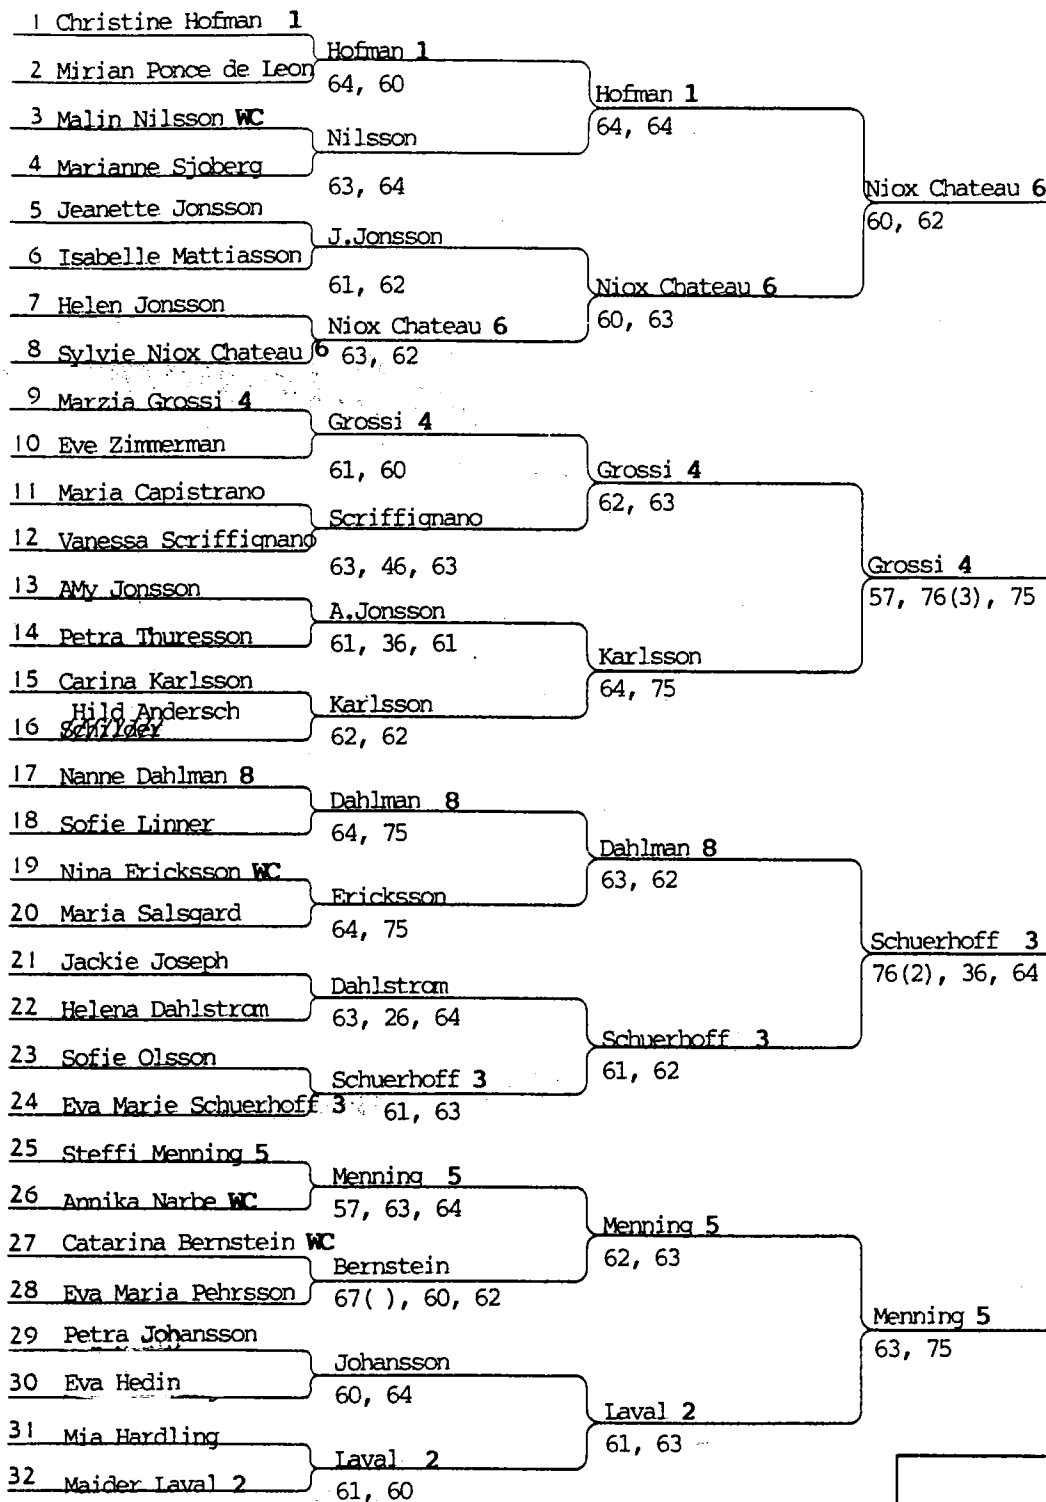 1 Christine Hofman 1
2 Mirian Ponce de Leon
3 Malin Nilsson WC
4 Marianne Sjoberg
5 Jeanette Jonsson
6 Isabelle Mattiasson
7 Helen Jonsson
8 Sylvie Niox Chateau 6
9 Marzia Grossi 4
10 Eve Zimmerman
11 Maria Capistrano
12 Vanessa Scriffignano
13 AMy Jonsson
14 Petra Thuresson
15 Carina Karlsson
Hild Andersch
16 Schilder
17 Nanne Dahlman 8
18 Sofie Linner
19 Nina Ericksson WC
20 Maria Salsgard
21 Jackie Joseph
22 Helena Dahlstrom
23 Sofie Olsson
24 Eva Marie Schuerhoff 3
25 Steffi Menning 5
26 Annika Narbe WC
27 Catarina Bernstein WC
28 Eva Maria Pehrsson
29 Petra Johansson
30 Eva Hedin
31 Mia Hardling
32 Maider Laval 2
Hofman 1
64, 60
Nilsson
63, 64
J.Jonsson
61, 62
Niox Chateau 6
63, 62
Grossi 4
61, 60
Scriffignano
63, 46, 63
A.Jonsson
61, 36, 61
Karlsson
62, 62
Dahlman 8
64, 75
Ericksson
64, 75
Dahlstrom
63, 26, 64
Schuerhoff 3
61, 63
Menning 5
57, 63, 64
Bernstein
67( ), 60, 62
Johansson
60, 64
Laval 2
61, 60
Hofman 1
64, 64
Niox Chateau 6
60, 63
Grossi 4
62, 63
Karlsson
64, 75
Dahlman 8
63, 62
Schuerhoff 3
61, 62
Menning 5
62, 63
Laval 2
61, 63
Niox Chateau 6
60, 62
Grossi 4
57, 76(3), 75
Schuerhoff 3
76(2), 36, 64
Menning 5
63, 75